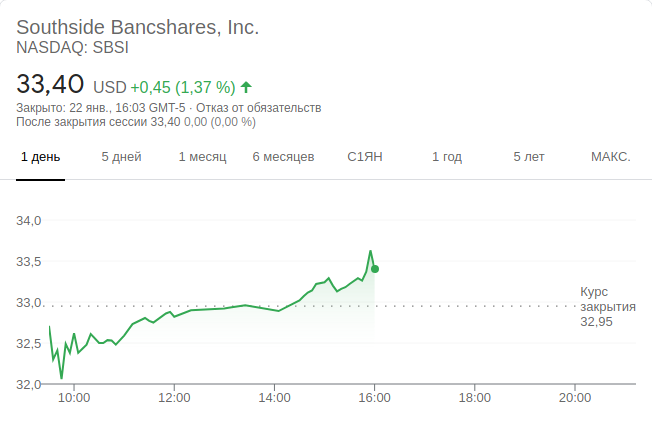 Southside Bancshares, Inc.
NASDAQ: SBSI
33,40 USD +0,45 (1,37 %)
Закрыто: 22 янв., 16:03 GMT-5 · Отказ от обязательств
После закрытия сессии 33,40 0,00 (0,00 %)
1 день 5 дней 1 месяц 6 месяцев С1ЯН 1 год 5 лет МАКС.
34,0
33,5
33,0
32,5
32,0
Курс
закрытия
32,95
10:00 12:00 14:00 16:00 18:00 20:00